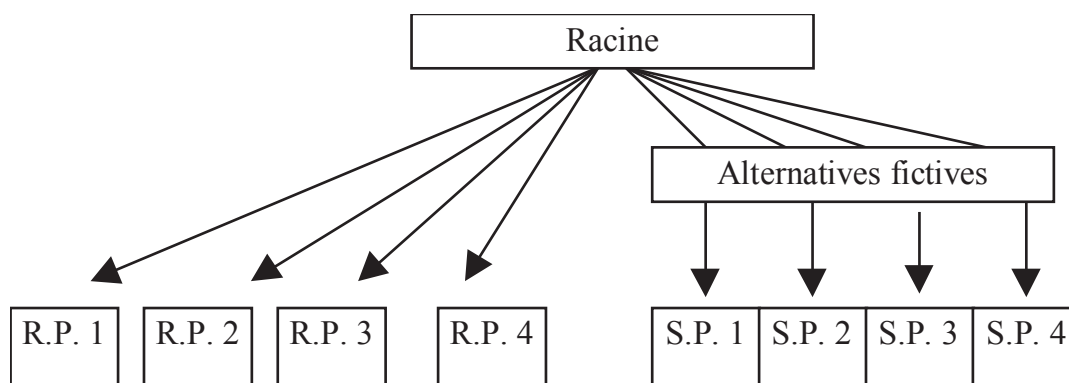 Racine
Alternatives fictives
R.P. 1 R.P. 2 R.P. 3 R.P. 4 S.P. 1 S.P. 2 S.P. 3 S.P. 4